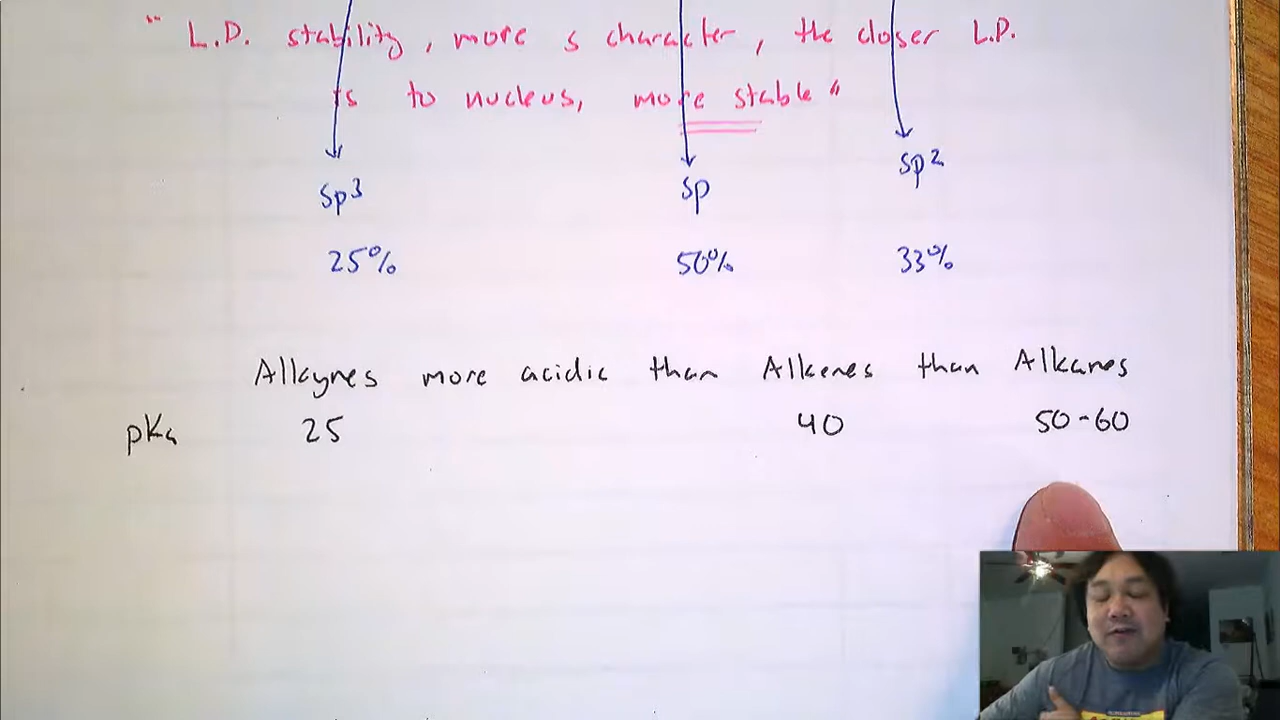 " L.D. stability, more s character, the closer L.P.
is to nucleus, more stable "
sp3 sp sp2
25% 50% 33%
Alkynes more acidic than Alkenes than Alkanes
pKa 25 40 50-60